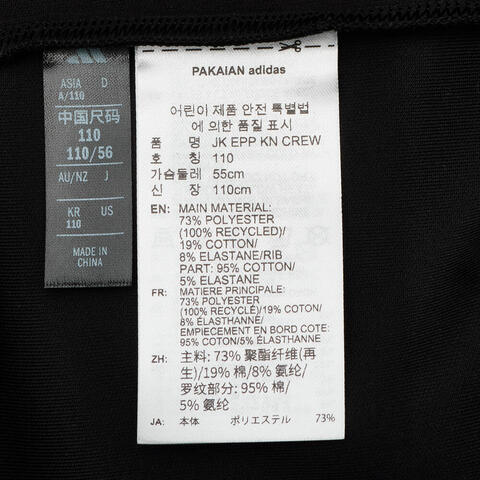 ASIA D
A/110
中国尺码
110
110/56
AU/NZ J
KR US
110
MADE IN
CHINA
PAKAIAN adidas
어린이 제품 안전 특별법
에 의한 품질 표시
품 명 JK EPP KN CREW
호 칭 110
가슴둘레 55cm
신 장 110cm
EN: MAIN MATERIAL:
73% POLYESTER
(100% RECYCLED)/
19% COTTON/
8% ELASTANE/RIB
PART: 95% COTTON/
5% ELASTANE
FR: MATIERE PRINCIPALE:
73% POLYESTER
(100% RECYCLÉ)/19% COTON/
8% ÉLASTHANNE/
EMPIECEMENT EN BORD COTE:
95% COTON/5% ÉLASTHANNE
ZH: 主料: 73% 聚酯纤维(再
生)/19% 棉/8% 氨纶/
罗纹部分: 95% 棉/
5% 氨纶
JA: 本体 ポリエステル 73%